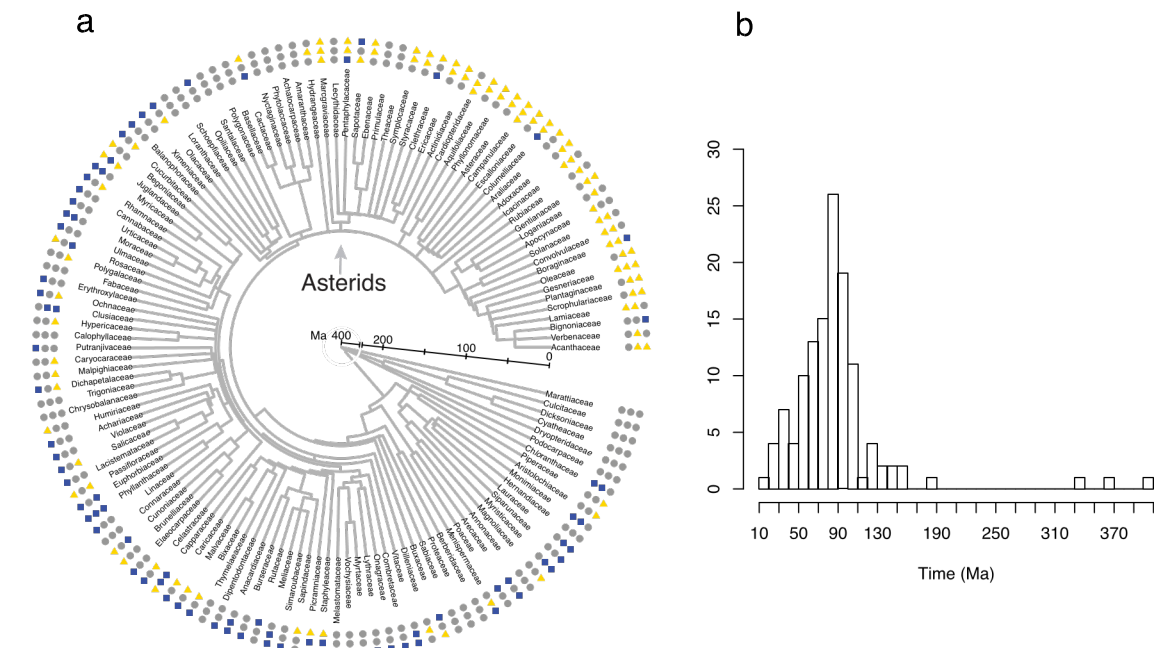 a
Acanthaceae
Verbenaceae
Bignoniaceae
Lamiaceae
Scrophulariaceae
Plantaginaceae
Gesneriaceae
Oleaceae
Boraginaceae
Convolvulaceae
Solanaceae
Apocynaceae
Loganiaceae
Gentianaceae
Rubiaceae
Icacinaceae
Adoxaceae
Araliaceae
Columelliaceae
Escalloniaceae
Campanulaceae
Asteraceae
Phyllonomaceae
Aquifoliaceae
Cardiopteridaceae
Actinidiaceae
Ericaceae
Clethraceae
Styracaceae
Symplocaceae
Theaceae
Primulaceae
Ebenaceae
Sapotaceae
Pentaphylacaceae
Lecythidaceae
Marcgraviaceae
Hydrangeaceae
Amaranthaceae
Achatocarpaceae
Phytolaccaceae
Nyctaginaceae
Cactaceae
Basellaceae
Polygonaceae
Santalaceae
Opiliaceae
Schoepfiaceae
Loranthaceae
Olacaceae
Ximeniaceae
Balanophoraceae
Cucurbitaceae
Begoniaceae
Juglandaceae
Myricaceae
Rhamnaceae
Cannabaceae
Urticaceae
Moraceae
Ulmaceae
Rosaceae
Polygalaceae
Fabaceae
Erythroxylaceae
Ochnaceae
Clusiaceae
Hypericaceae
Calophyllaceae
Putranjivaceae
Caryocaraceae
Malpighiaceae
Dichapetalaceae
Trigoniaceae
Chrysobalanaceae
Humiriaceae
Achariaceae
Violaceae
Salicaceae
Lacistemataceae
Passifloraceae
Euphorbiaceae
Phyllanthaceae
Linaceae
Connaraceae
Cunoniaceae
Brunelliaceae
Elaeocarpaceae
Celastraceae
Capparaceae
Caricaceae
Malvaceae
Bixaceae
Thymelaeaceae
Dipentodontaceae
Anacardiaceae
Burseraceae
Rutaceae
Meliaceae
Simaroubaceae
Sapindaceae
Picramniaceae
Staphyleaceae
Melastomataceae
Vochysiaceae
Myrtaceae
Lythraceae
Onagraceae
Combretaceae
Vitaceae
Dilleniaceae
Buxaceae
Sabiaceae
Proteaceae
Berberidaceae
Menispermaceae
Poaceae
Arecaceae
Annonaceae
Magnoliaceae
Myristicaceae
Siparunaceae
Lauraceae
Hernandiaceae
Monimiaceae
Aristolochiaceae
Piperaceae
Chloranthaceae
Podocarpaceae
Dryopteridaceae
Cyatheaceae
Dicksoniaceae
Culcitaceae
Marattiaceae
Asterids
Ma 400 200 100 0
b
30
25
20
15
10
5
0
10 50 90 130 190 250 310 370
Time (Ma)